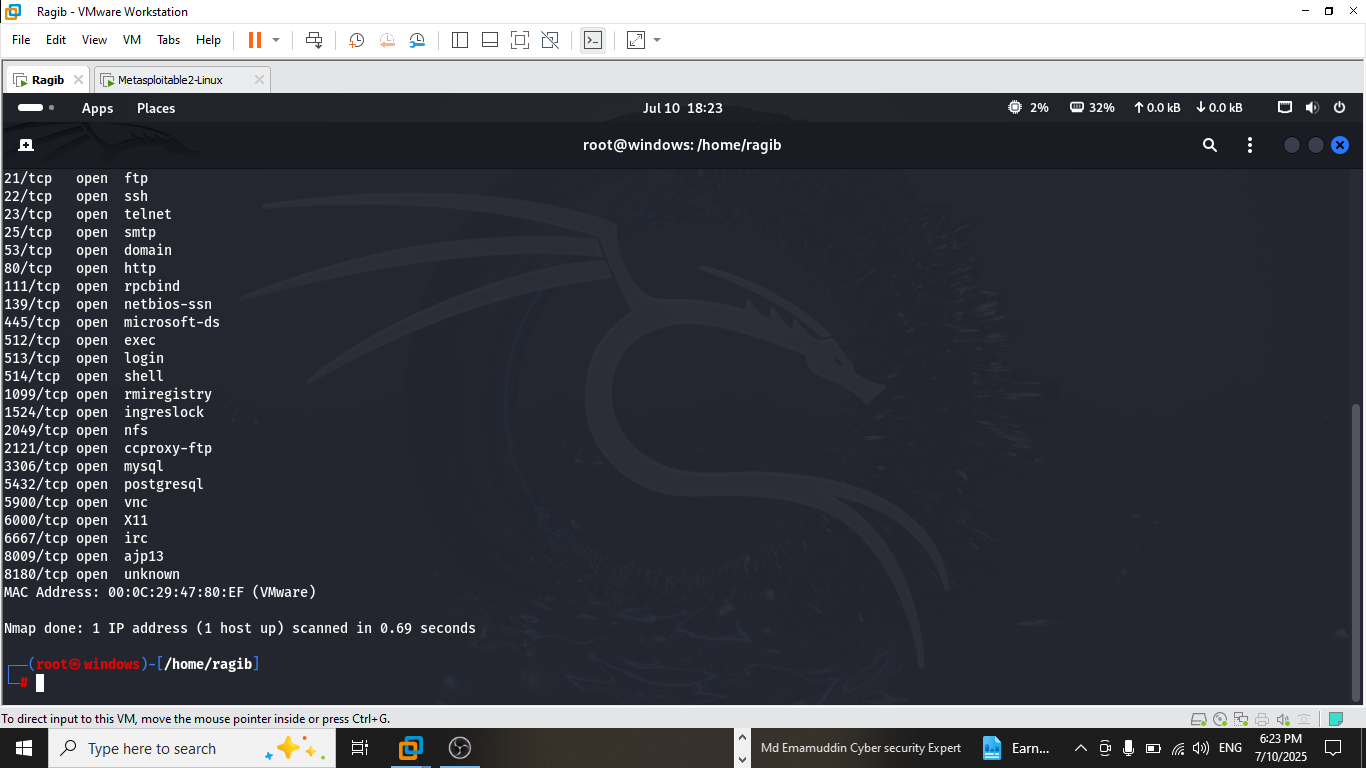 Ragib - VMware Workstation
File Edit View VM Tabs Help
Ragib Metasploitable2-Linux
Apps Places Jul 10 18:23 2% 32% 0.0 kB 0.0 kB
root@windows: /home/ragib
21/tcp open ftp
22/tcp open ssh
23/tcp open telnet
25/tcp open smtp
53/tcp open domain
80/tcp open http
111/tcp open rpcbind
139/tcp open netbios-ssn
445/tcp open microsoft-ds
512/tcp open exec
513/tcp open login
514/tcp open shell
1099/tcp open rmiregistry
1524/tcp open ingreslock
2049/tcp open nfs
2121/tcp open ccproxy-ftp
3306/tcp open mysql
5432/tcp open postgresql
5900/tcp open vnc
6000/tcp open X11
6667/tcp open irc
8009/tcp open ajp13
8180/tcp open unknown
MAC Address: 00:0C:29:47:80:EF (VMware)
Nmap done: 1 IP address (1 host up) scanned in 0.69 seconds
┌──(root㉿windows)-[/home/ragib]
└─#
To direct input to this VM, move the mouse pointer inside or press Ctrl+G.
Type here to search Md Emamuddin Cyber security Expert Earn... ENG 6:23 PM
7/10/2025